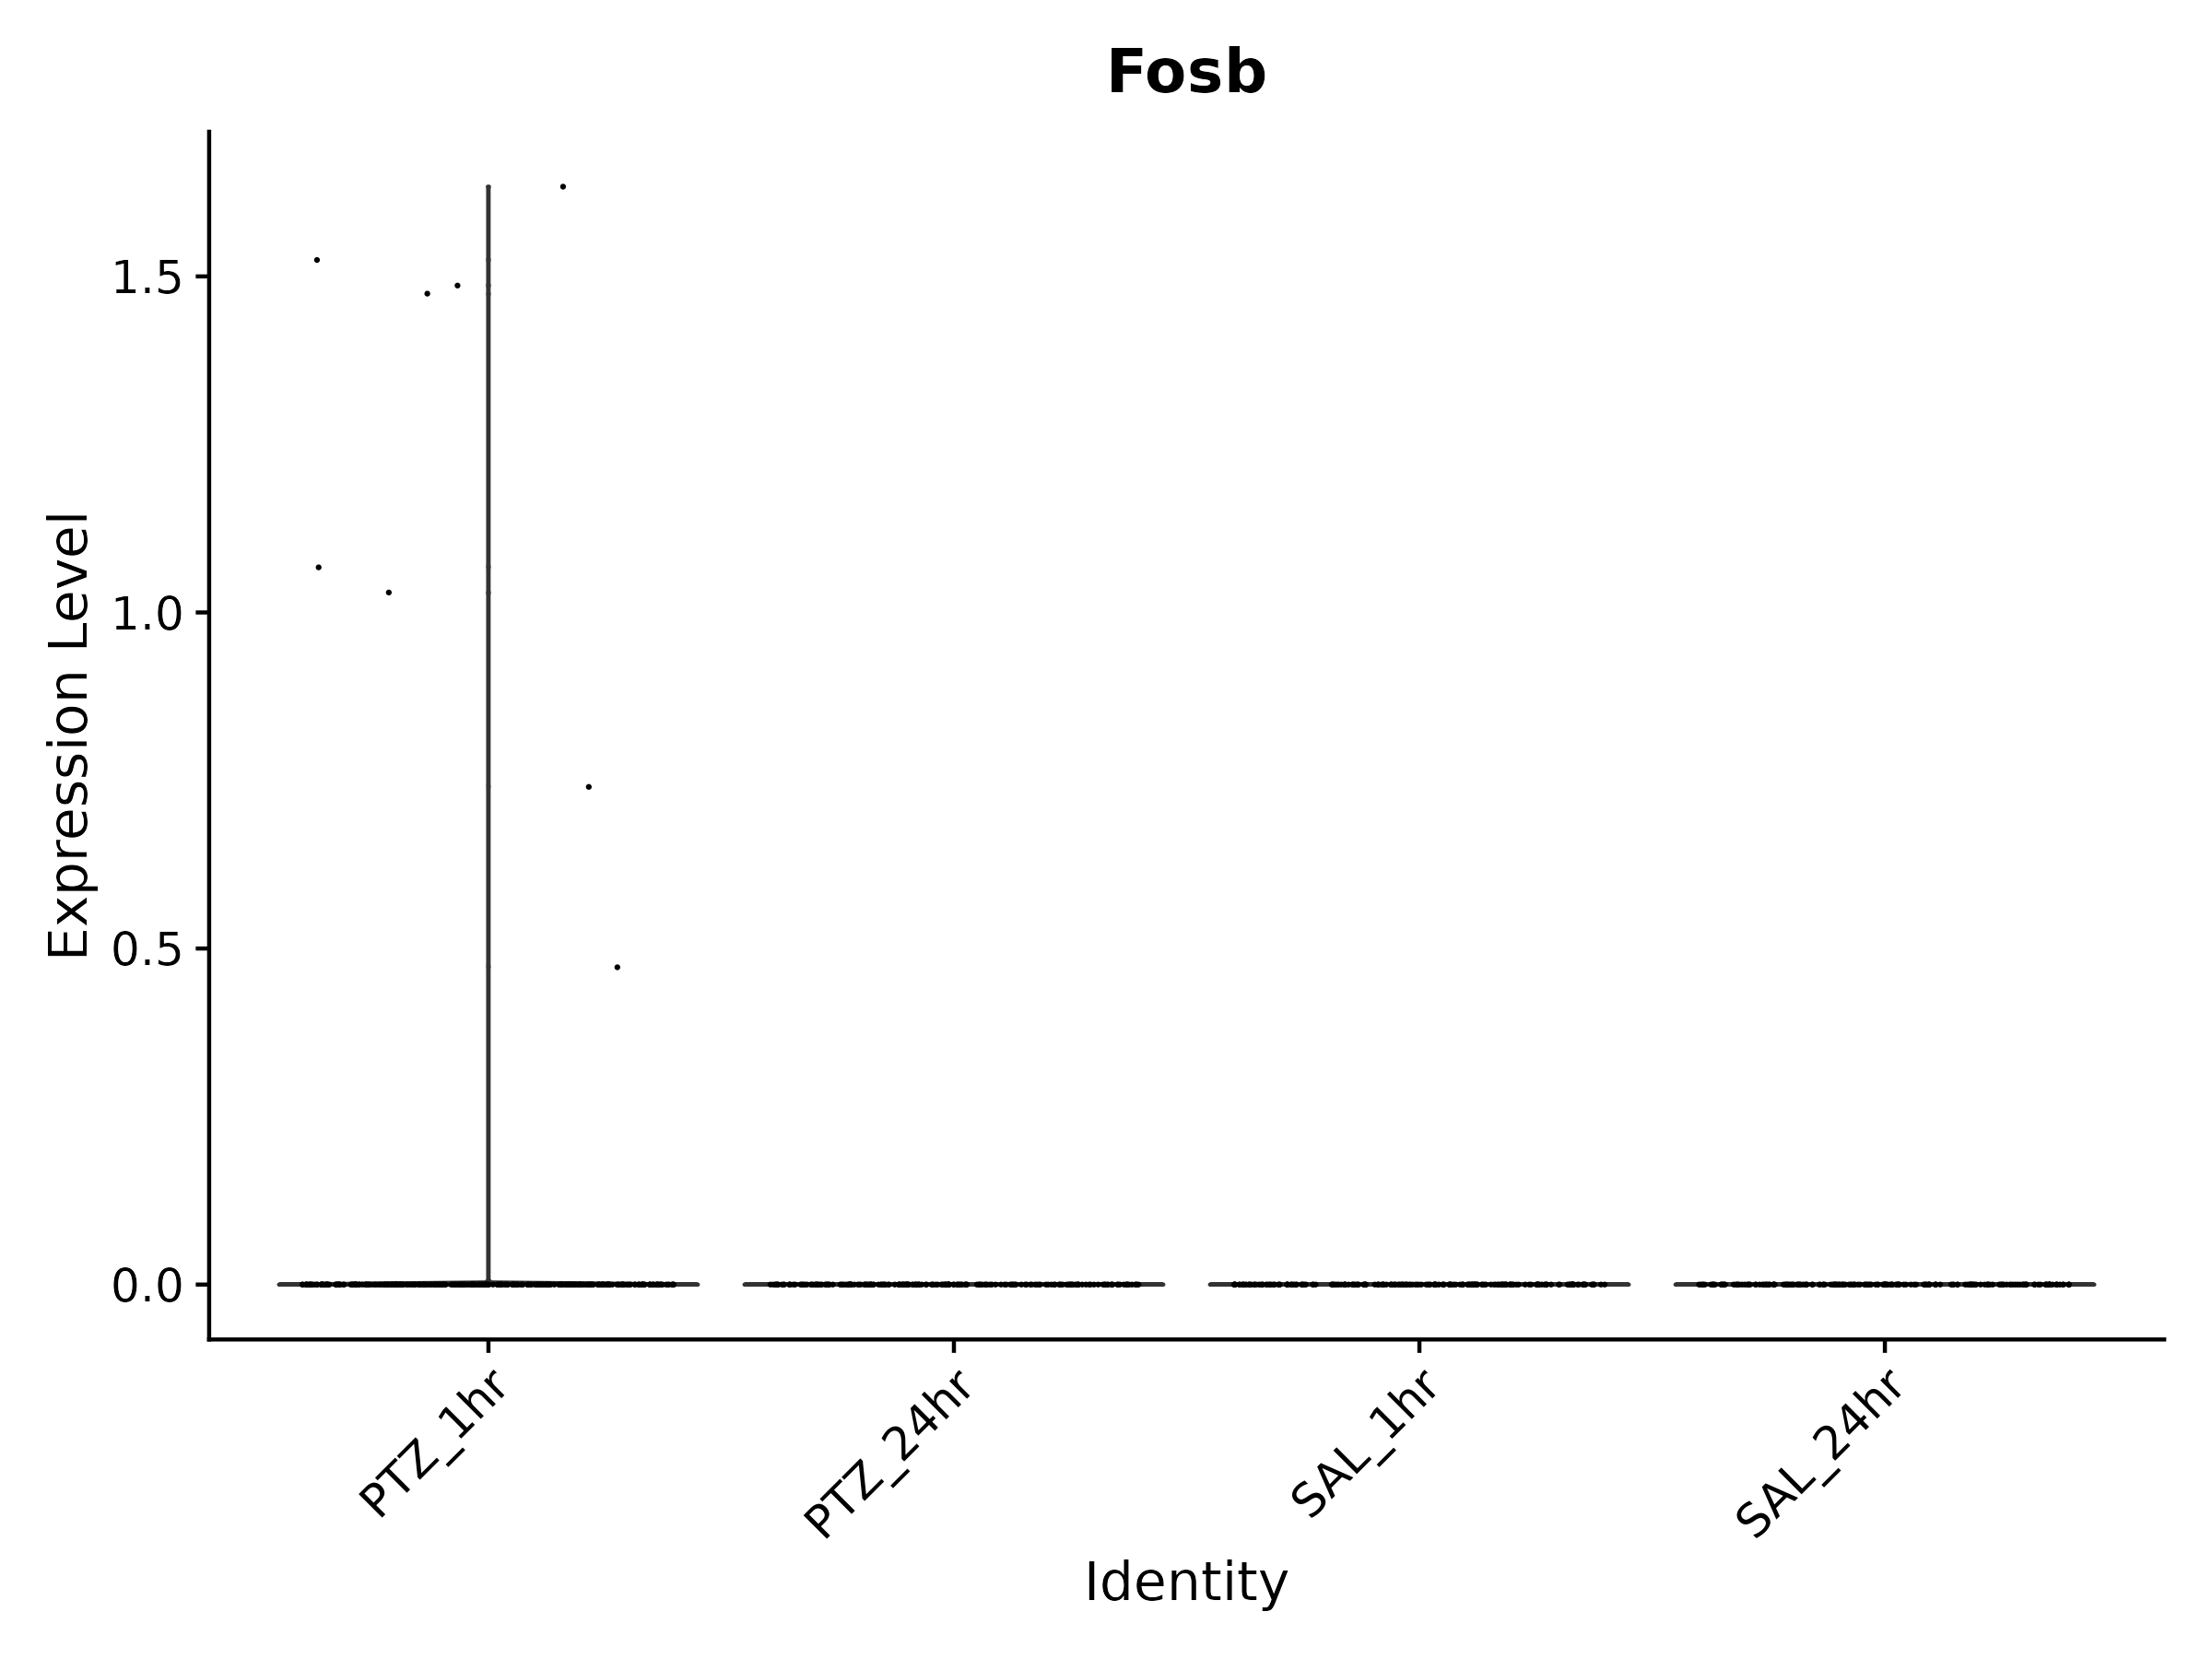 Fosb
Expression Level
1.5
1.0
0.5
0.0
PTZ_1hr
PTZ_24hr
SAL_1hr
SAL_24hr
Identity